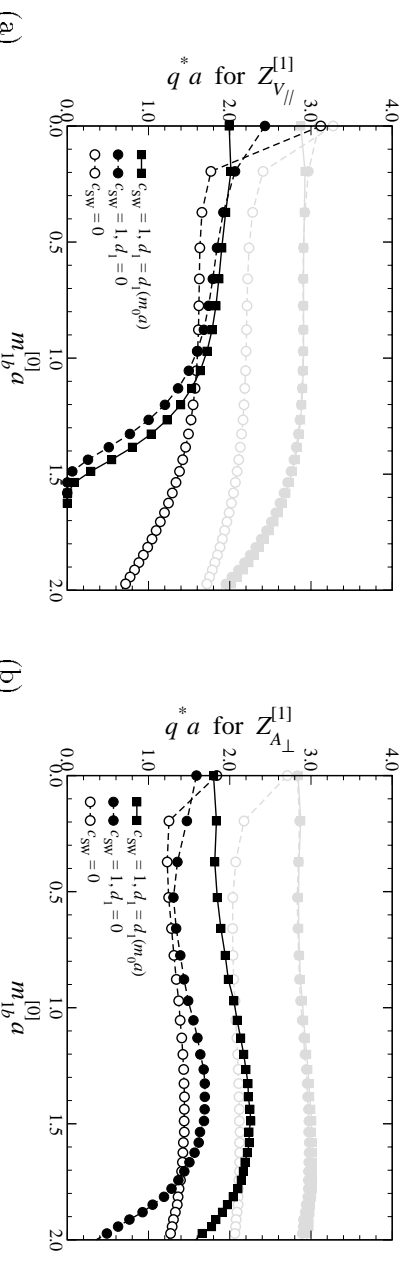 (a)
q*a for Z_{V_{//}}^{[1]}
4.0
3.0
2.0
1.0
0.0
c_{SW} = 1, d_1 = d_1(m_0a)
c_{SW} = 1, d_1 = 0
c_{SW} = 0
0.0 0.5 1.0 1.5 2.0
m_{1b}^{[0]} a
(b)
q*a for Z_{A_⊥}^{[1]}
4.0
3.0
2.0
1.0
0.0
c_{SW} = 1, d_1 = d_1(m_0a)
c_{SW} = 1, d_1 = 0
c_{SW} = 0
0.0 0.5 1.0 1.5 2.0
m_{1b}^{[0]} a